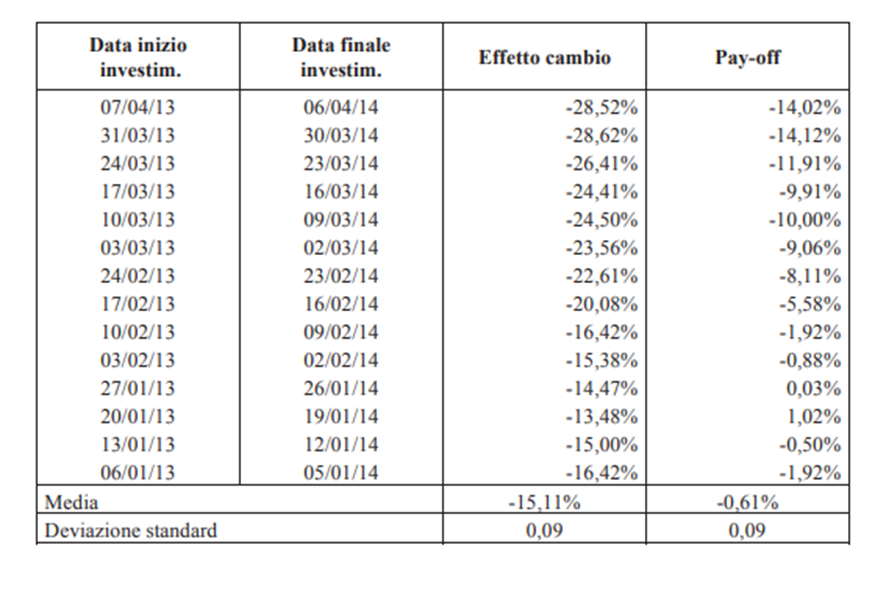 Data inizio investim. Data finale investim. Effetto cambio Pay-off
07/04/13 06/04/14 -28,52% -14,02%
31/03/13 30/03/14 -28,62% -14,12%
24/03/13 23/03/14 -26,41% -11,91%
17/03/13 16/03/14 -24,41% -9,91%
10/03/13 09/03/14 -24,50% -10,00%
03/03/13 02/03/14 -23,56% -9,06%
24/02/13 23/02/14 -22,61% -8,11%
17/02/13 16/02/14 -20,08% -5,58%
10/02/13 09/02/14 -16,42% -1,92%
03/02/13 02/02/14 -15,38% -0,88%
27/01/13 26/01/14 -14,47% 0,03%
20/01/13 19/01/14 -13,48% 1,02%
13/01/13 12/01/14 -15,00% -0,50%
06/01/13 05/01/14 -16,42% -1,92%
Media -15,11% -0,61%
Deviazione standard 0,09 0,09